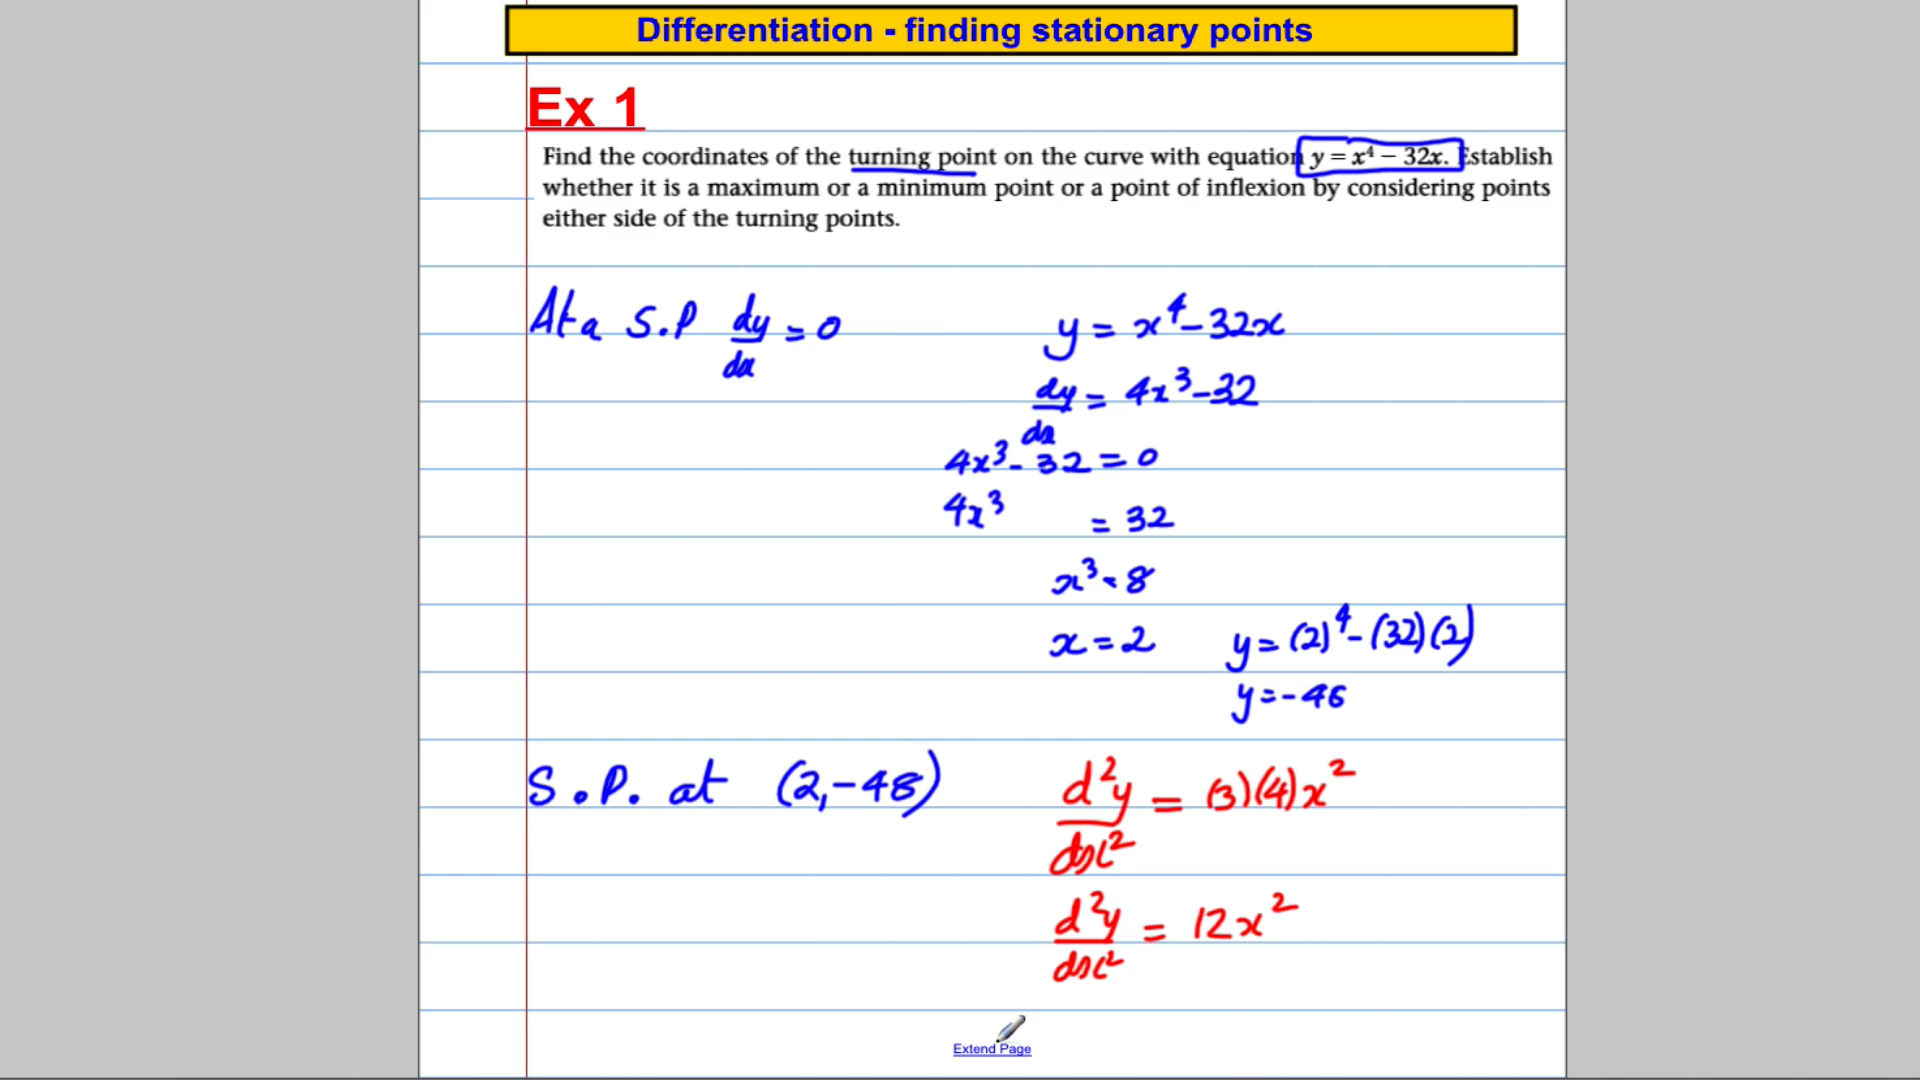 Differentiation - finding stationary points
Ex 1
Find the coordinates of the turning point on the curve with equation y = x⁴ – 32x. Establish
whether it is a maximum or a minimum point or a point of inflexion by considering points
either side of the turning points.
At a S.P dy/dx = 0
y = x⁴ - 32x
dy/dx = 4x³ - 32
4x³ - 32 = 0
4x³ = 32
x³ = 8
x = 2
y = (2)⁴ - (32)(2)
y = -48
S.P. at (2, -48)
d²y/dx² = (3)(4)x²
d²y/dx² = 12x²
Extend Page